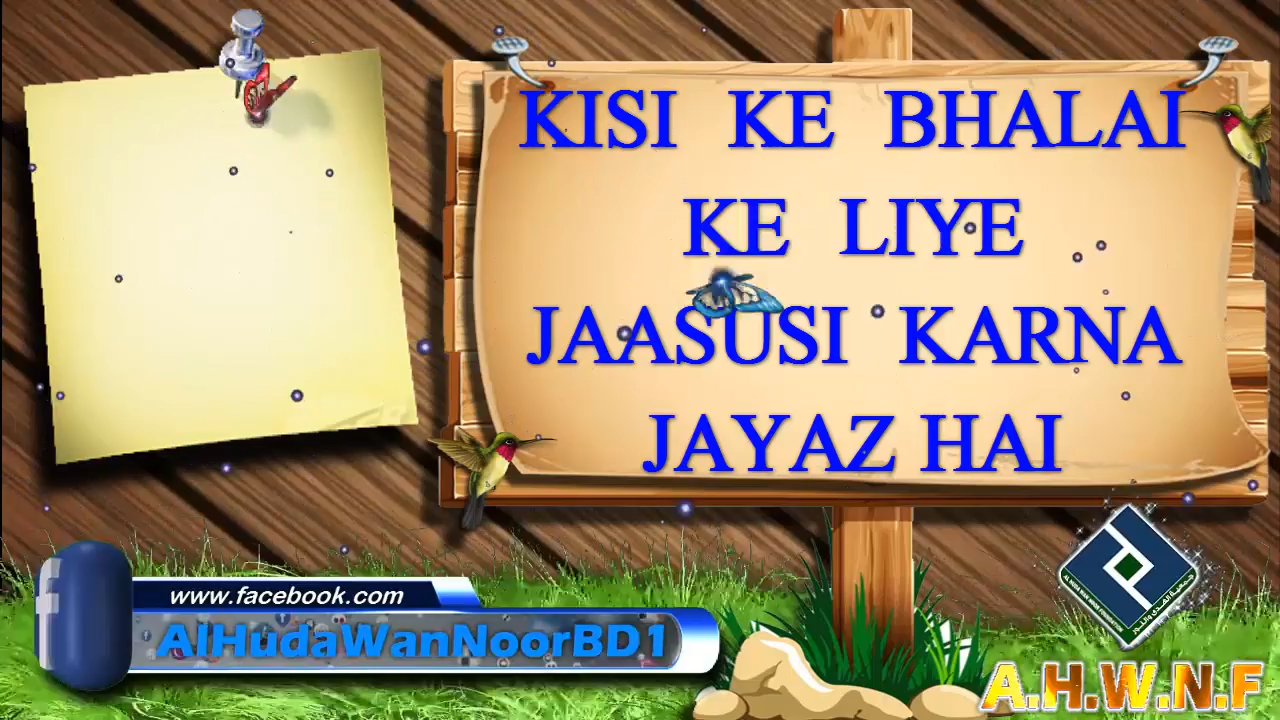 KISI KE BHALAI
KE LIYE
JAASUSI KARNA
JAYAZ HAI
www.facebook.com
AlHudaWanNoorBD1
A.H.W.N.F